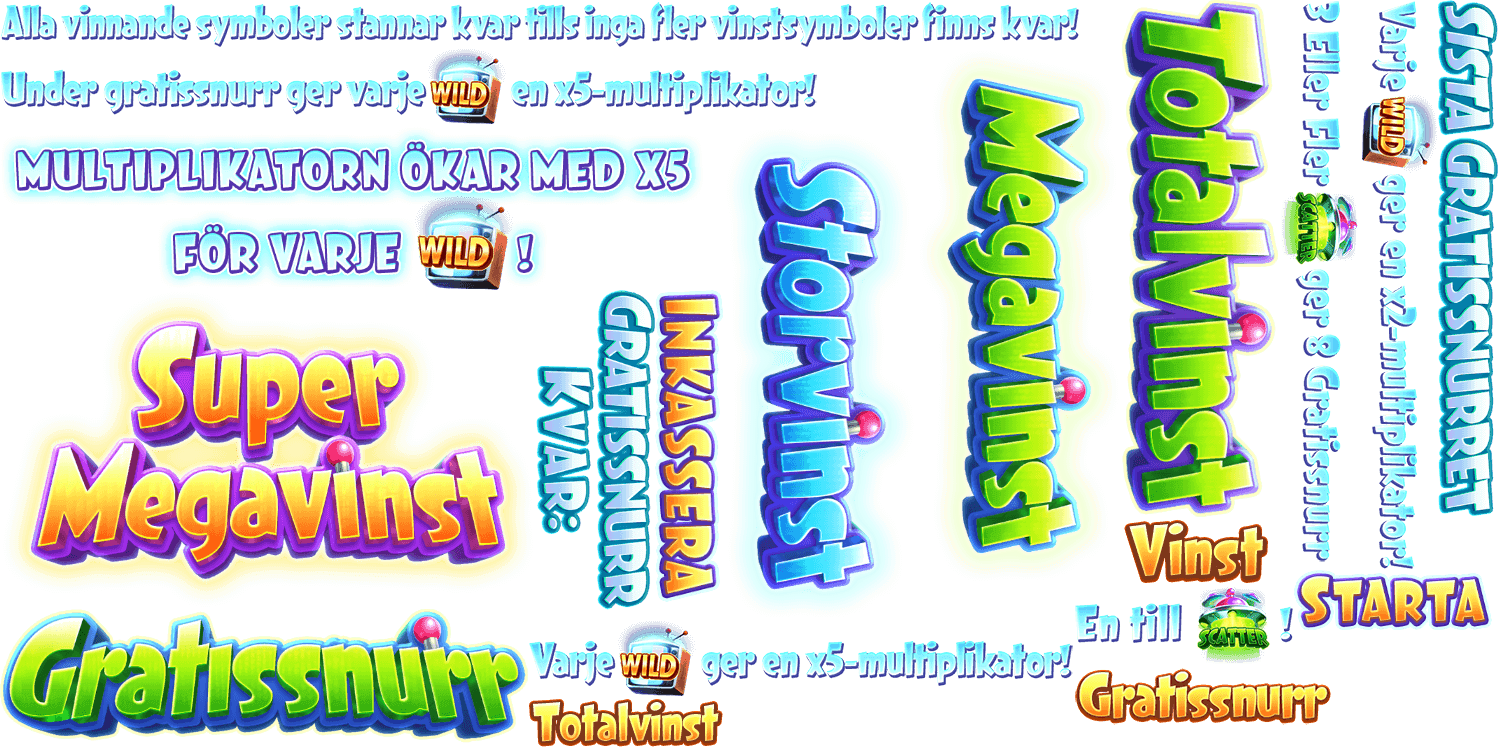 Alla vinnande symboler stannar kvar tills inga fler vinstsymboler finns kvar!
Under gratissnurr ger varje WILD en x5-multiplikator!
MULTIPLIKATORN ÖKAR MED X5
FÖR VARJE WILD !
Super
Megavinst
Gratissnurr
INKASSERA
GRATISSNURR
KVAR:
Storvinst
Megavinst
Totalvinst
3 Eller Fler SCATTER ger 8 Gratissnurr
Varje WILD ger en x2-multiplikator!
SISTA GRATISSNURRET
Vinst
STARTA
En till SCATTER !
Varje WILD ger en x5-multiplikator!
Totalvinst
Gratissnurr